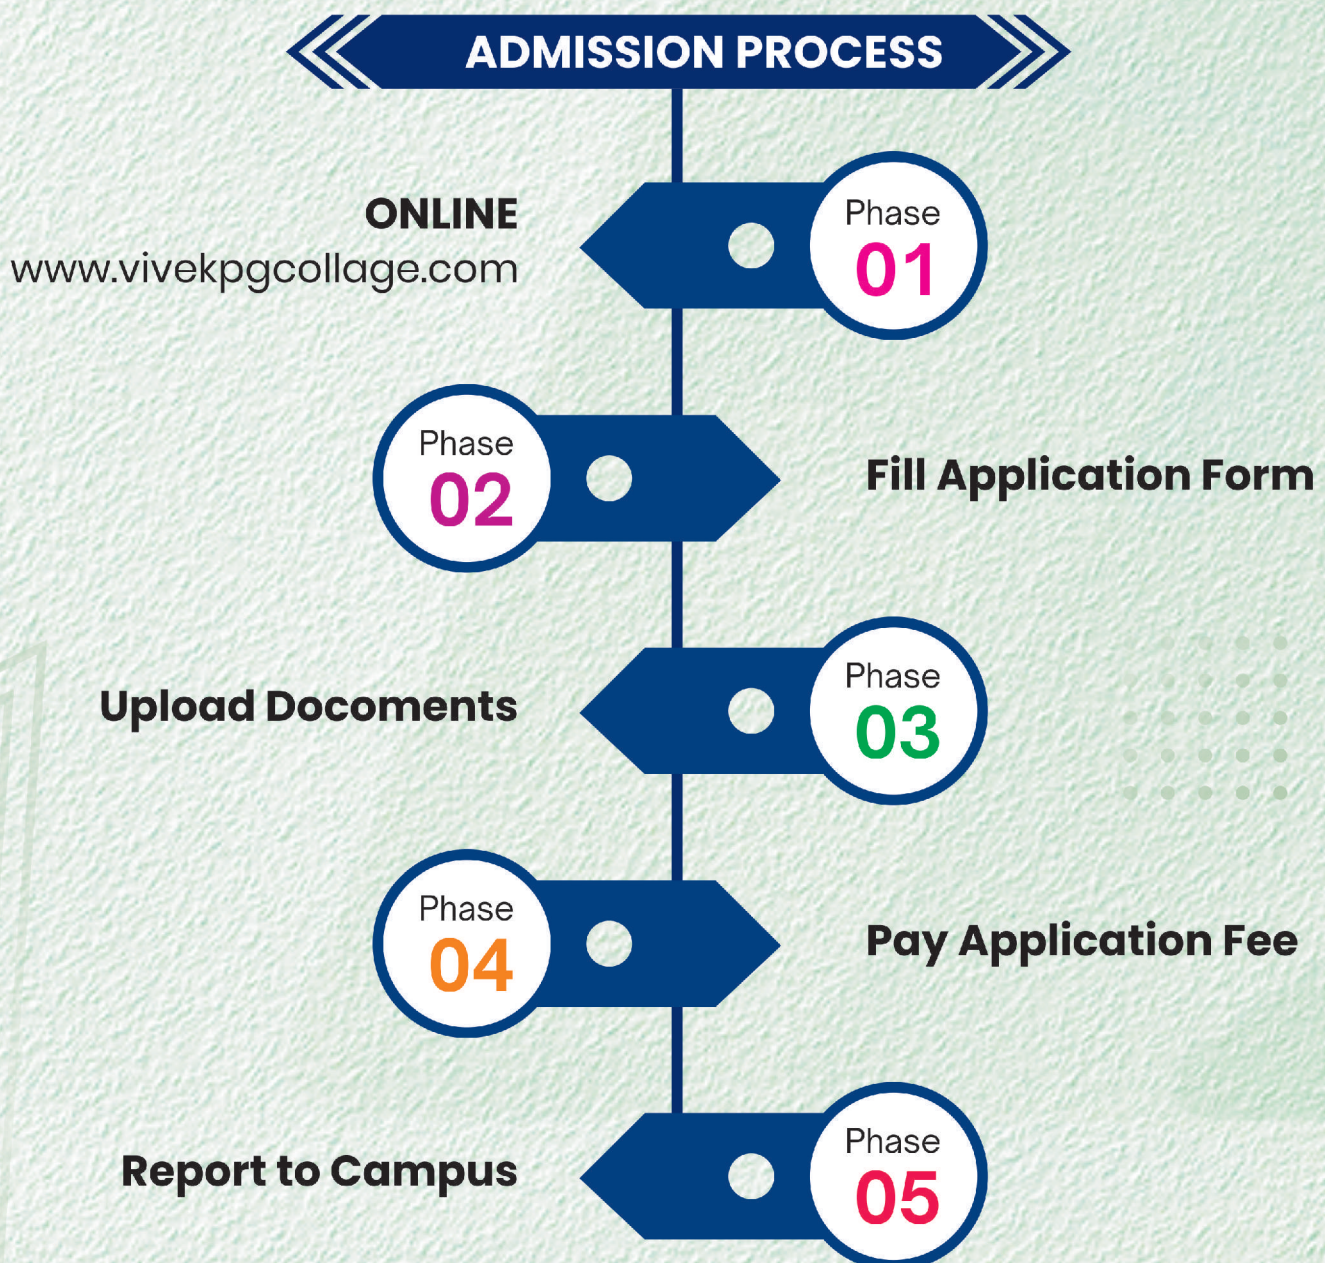 ADMISSION PROCESS
ONLINE
www.vivekpgcollage.com
Phase
01
Phase
02
Fill Application Form
Upload Docoments
Phase
03
Phase
04
Pay Application Fee
Report to Campus
Phase
05